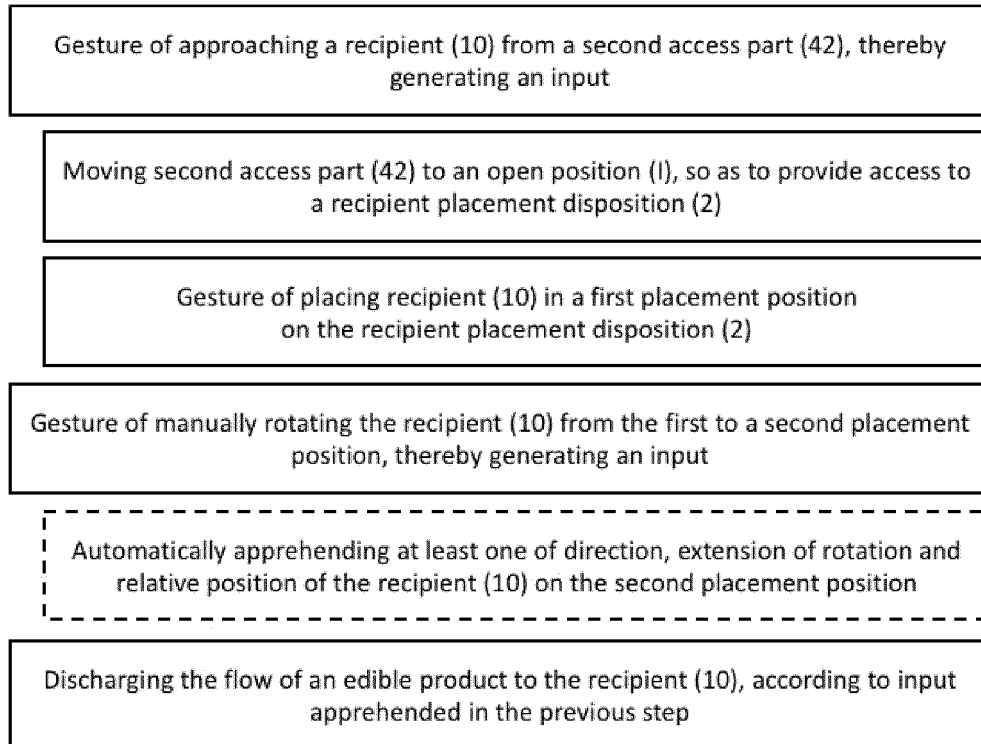 Gesture of approaching a recipient (10) from a second access part (42), thereby
generating an input
Moving second access part (42) to an open position (I), so as to provide access to
a recipient placement disposition (2)
Gesture of placing recipient (10) in a first placement position
on the recipient placement disposition (2)
Gesture of manually rotating the recipient (10) from the first to a second placement
position, thereby generating an input
Automatically apprehending at least one of direction, extension of rotation and
relative position of the recipient (10) on the second placement position
Discharging the flow of an edible product to the recipient (10), according to input
apprehended in the previous step